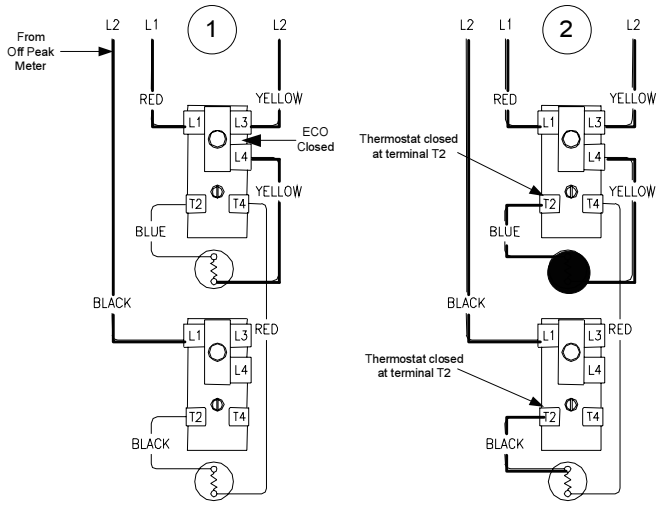 From
Off Peak
Meter
L2 L1 1 L2
RED YELLOW
L1 L3
ECO
Closed
L4
YELLOW
T2 T4
BLUE
BLACK
RED
L1 L3
L4
T2 T4
BLACK
L2 L1 2 L2
RED YELLOW
L1 L3
Thermostat closed
at terminal T2
L4
YELLOW
T2 T4
BLUE
BLACK
RED
L1 L3
Thermostat closed
at terminal T2
L4
T2 T4
BLACK